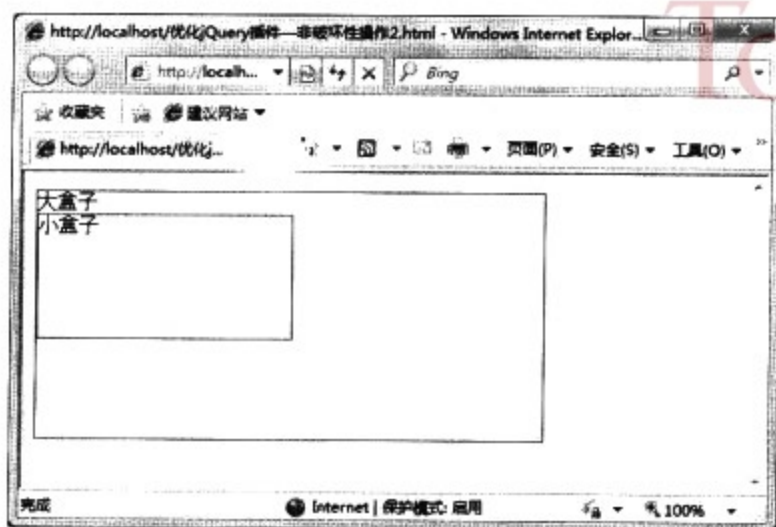 http://localhost/优化jQuery插件—非破坏性操作2.html - Windows Internet Explor...
http://localh... Bing
收藏夹 建议网站
http://localhost/优化j... 页面(P) 安全(S) 工具(O) »
大盒子
小盒子
完成 Internet | 保护模式: 启用 100%